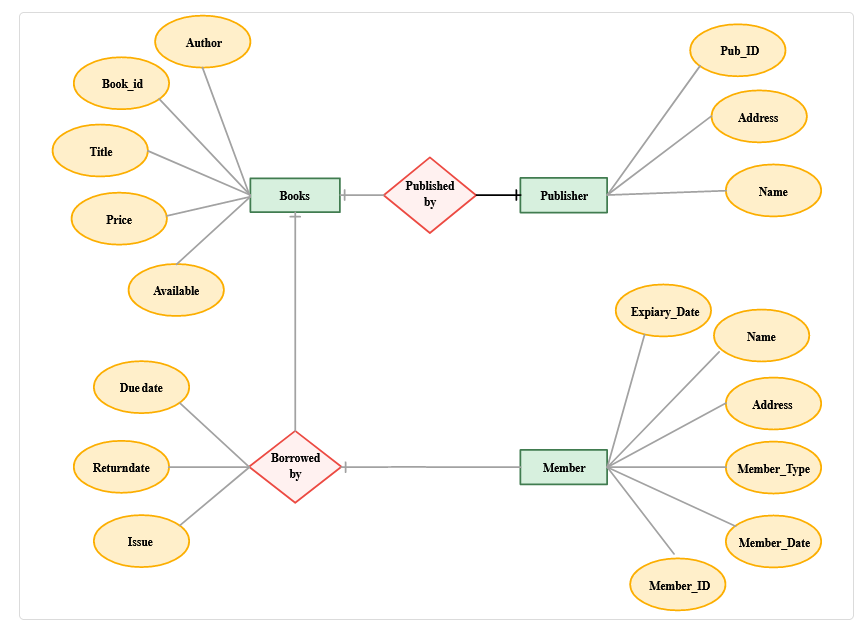 Author
Book_id
Title
Price
Available
Books
Published
by
Publisher
Pub_ID
Address
Name
Due date
Returndate
Issue
Borrowed
by
Member
Expiary_Date
Name
Address
Member_Type
Member_Date
Member_ID